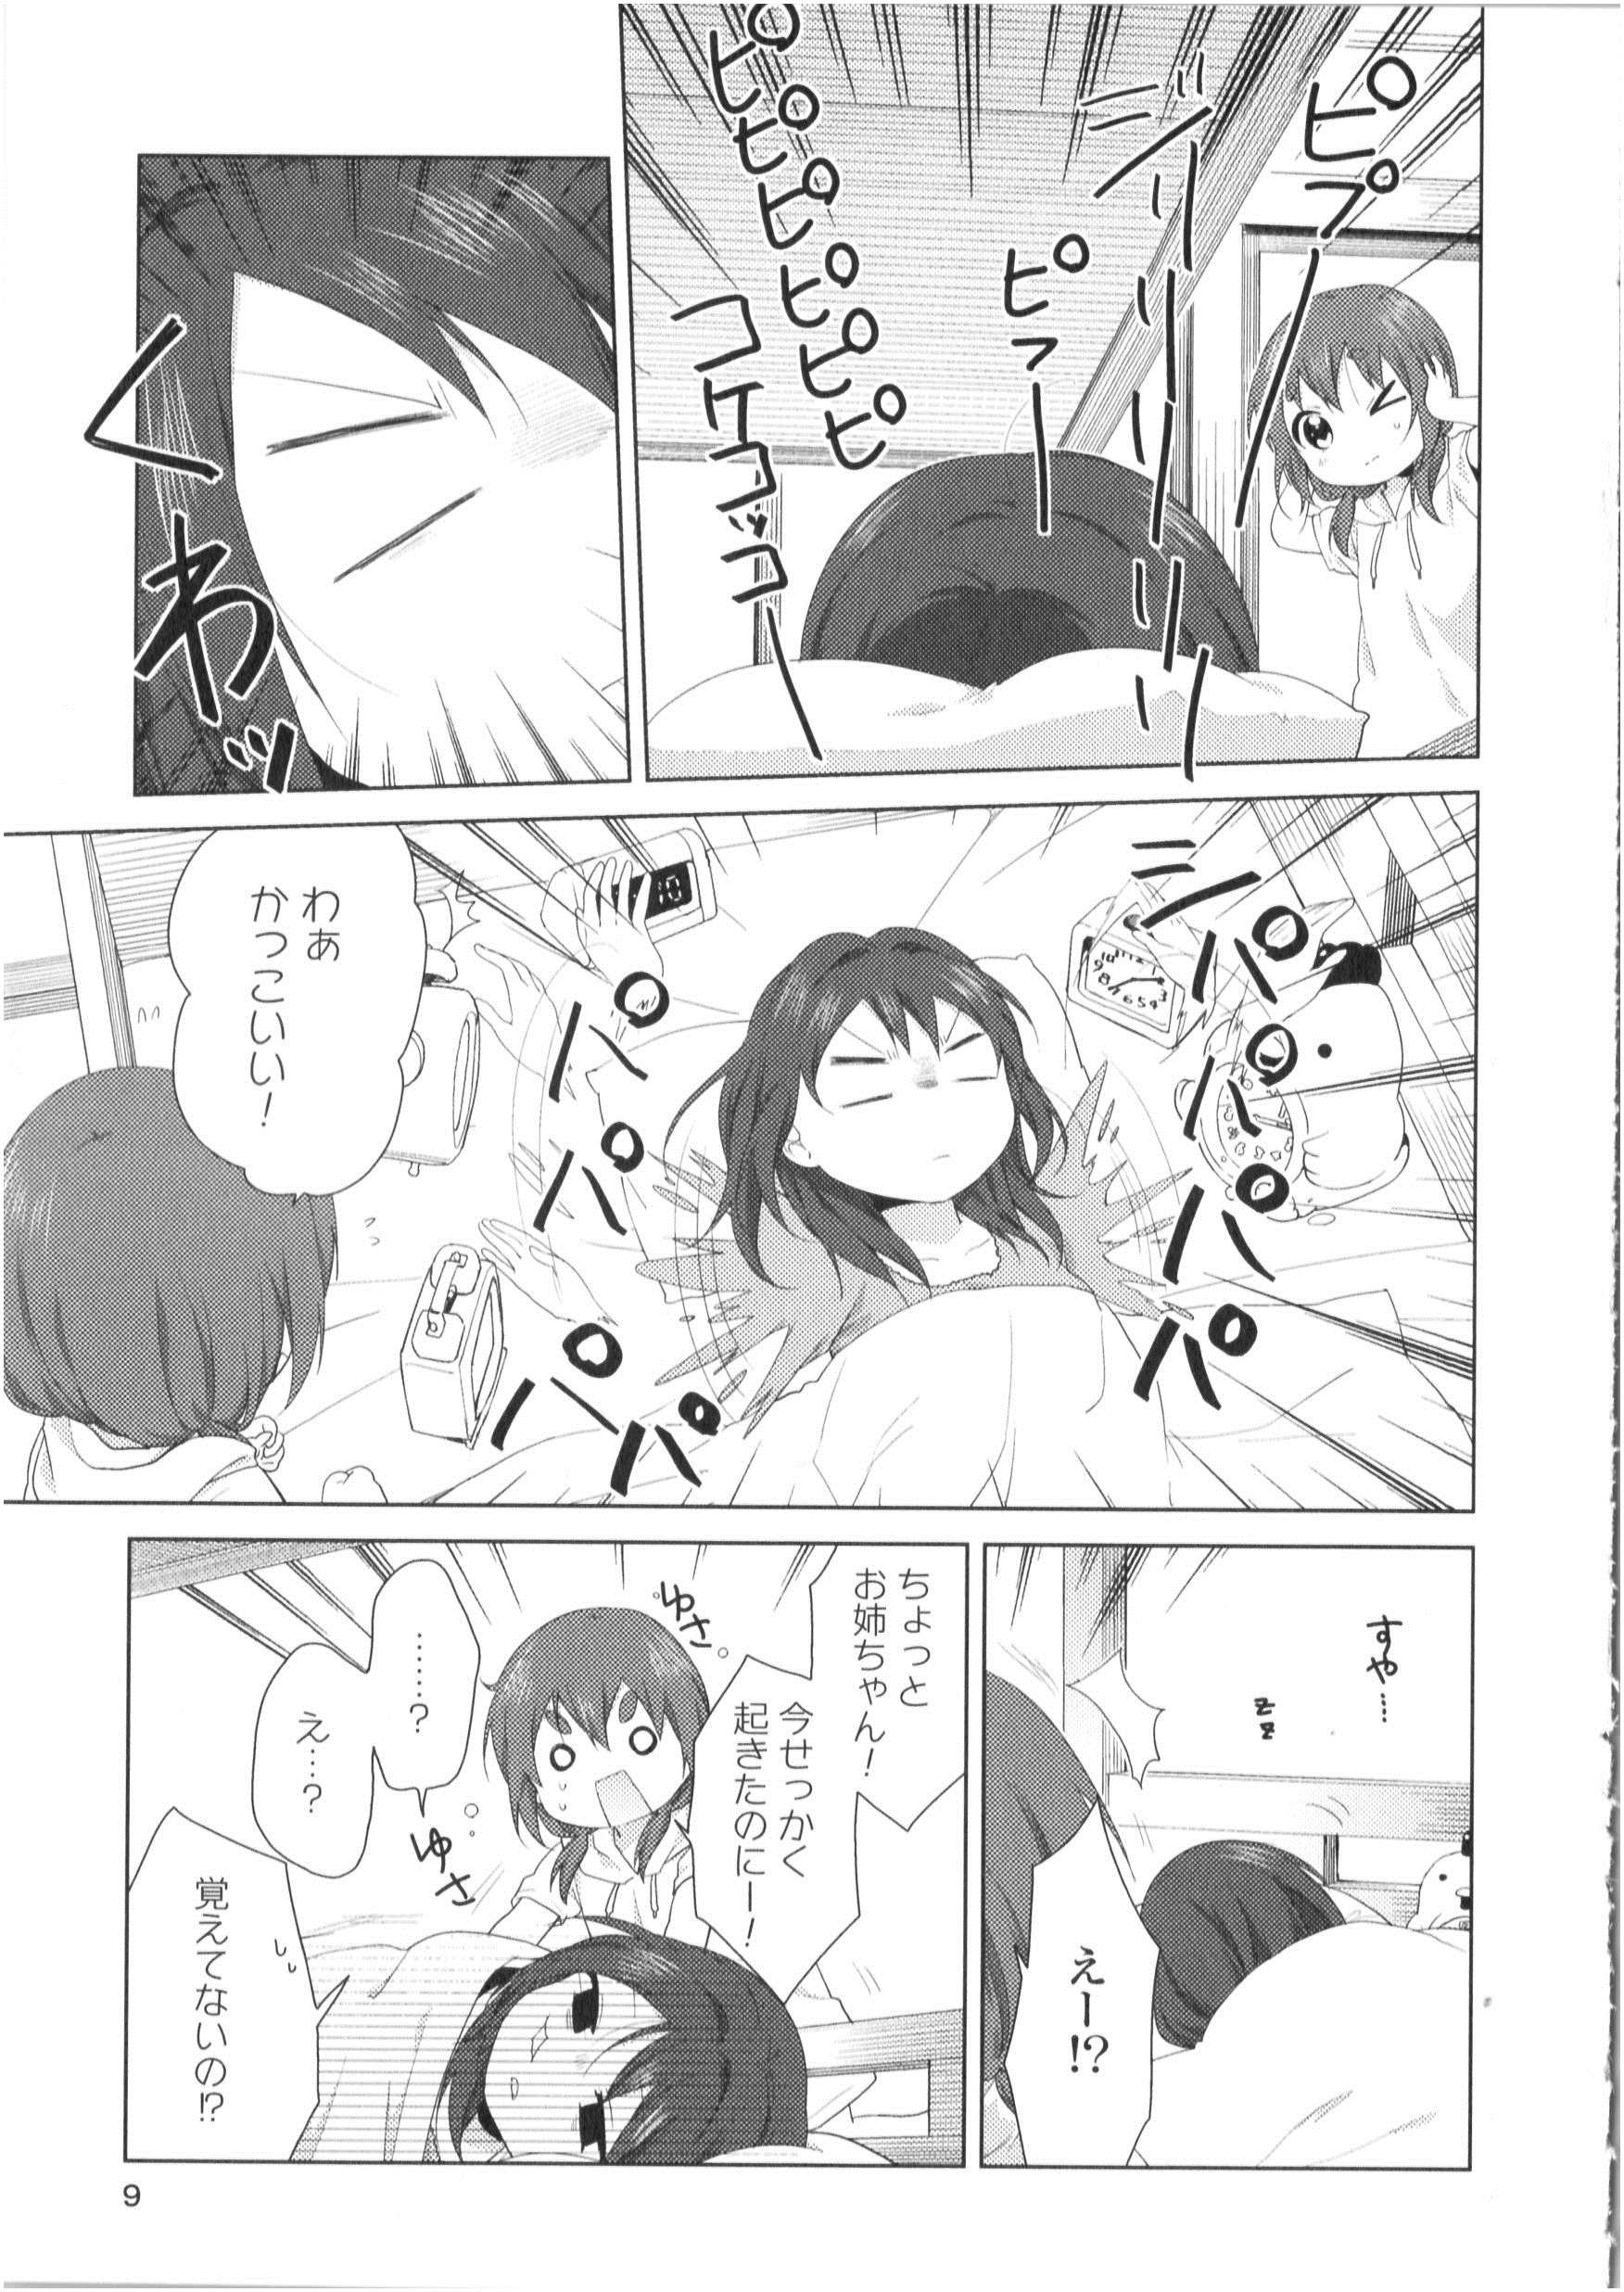 ピプー
ジリリリリリリ
ピフー
ピピピピピピピピ
コケコッコー
くわッ
シパパパパ
パパパパ
わぁ
かっこいい!
すや…
zz
えー!?
ちょっと
お姉ちゃん!
今せっかく
起きたのにー!
ゆさ
ゆさ
……?
え…?
覚えてないの!?
9